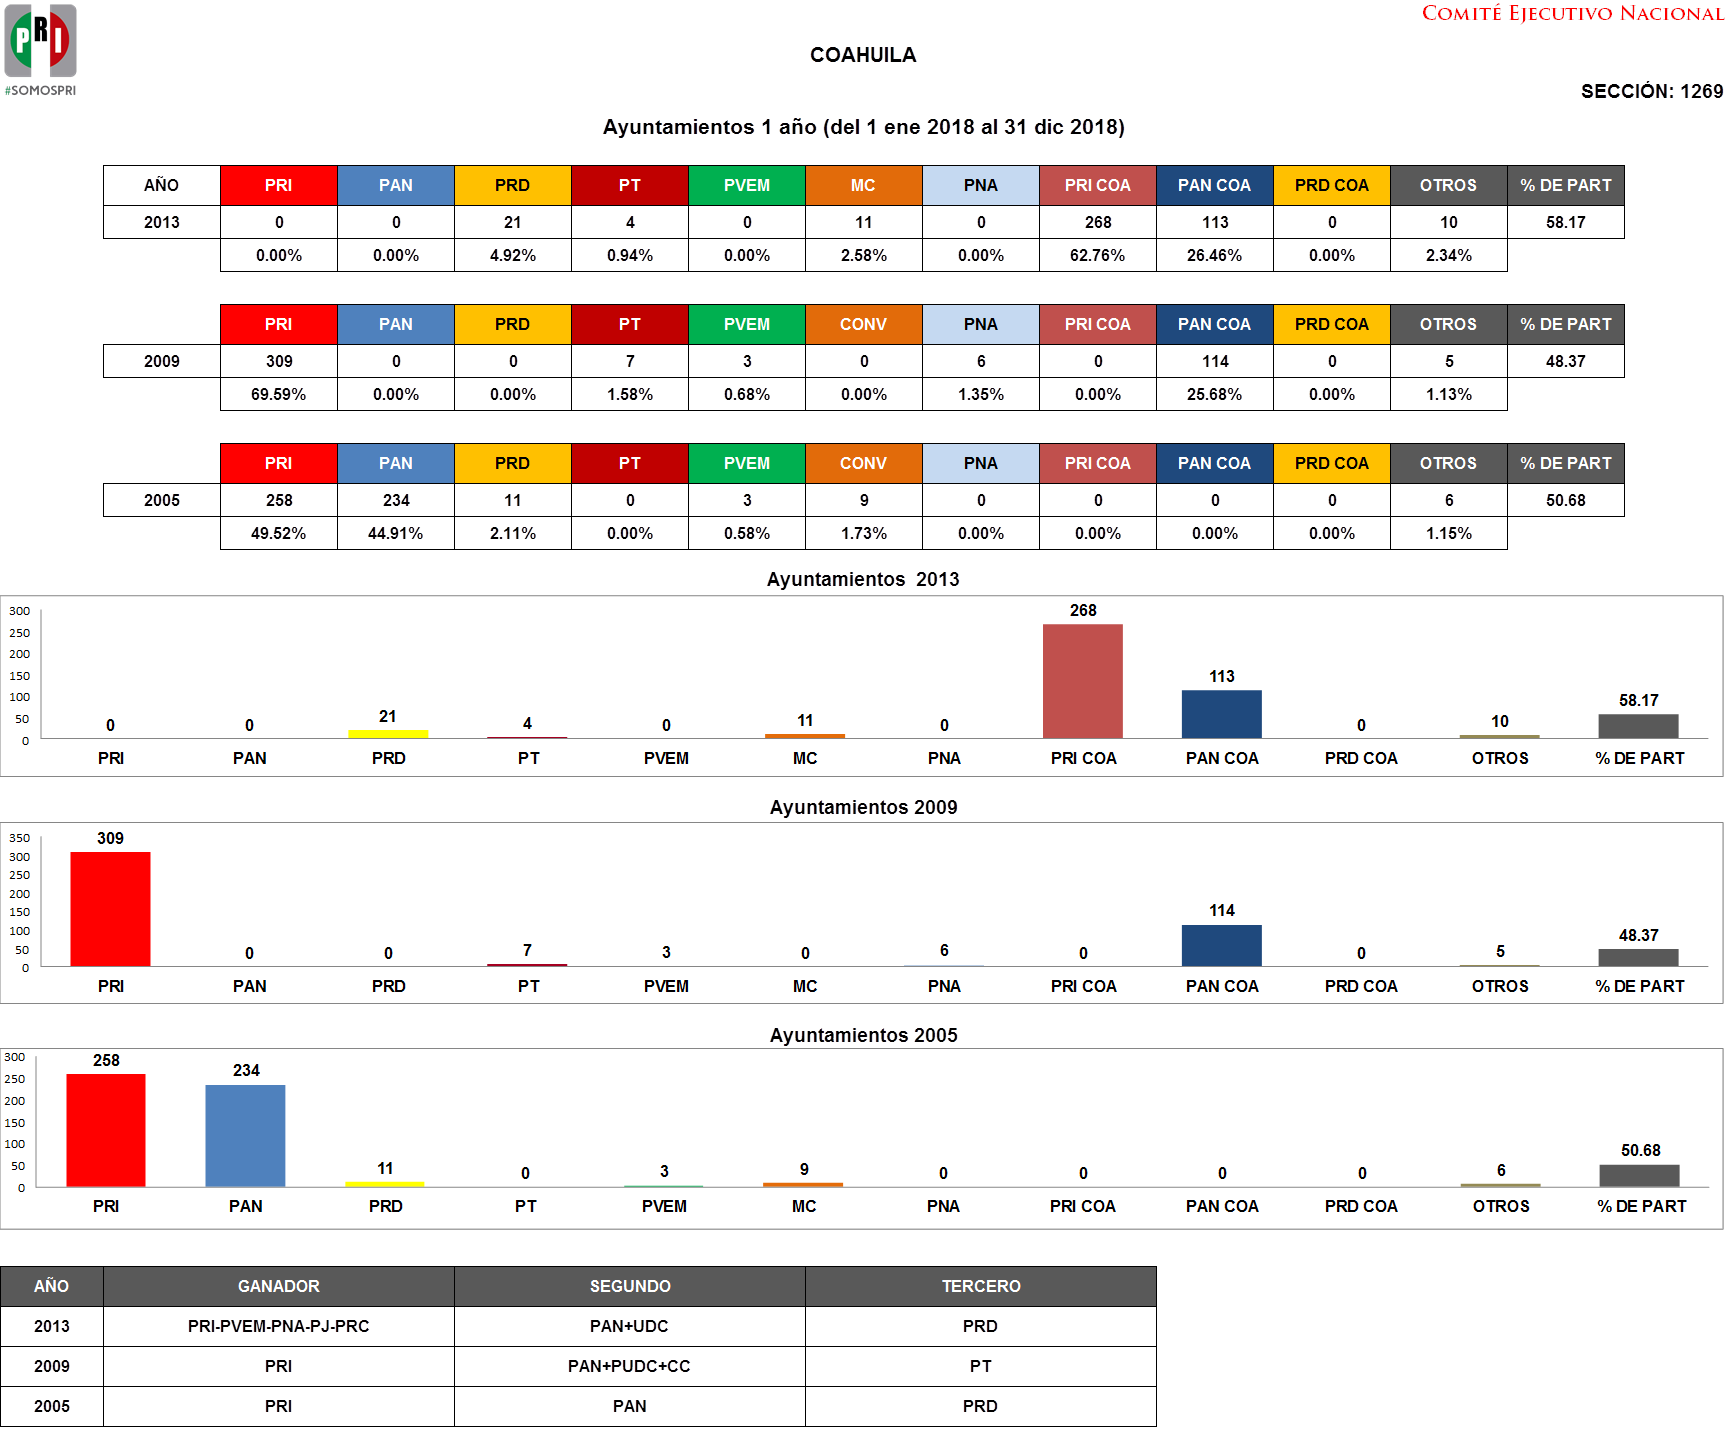 COMITÉ EJECUTIVO NACIONAL
PRI
#SOMOSPRI
COAHUILA
SECCIÓN: 1269
Ayuntamientos 1 año (del 1 ene 2018 al 31 dic 2018)
AÑO PRI PAN PRD PT PVEM MC PNA PRI COA PAN COA PRD COA OTROS % DE PART
2013 0 0 21 4 0 11 0 268 113 0 10 58.17
0.00% 0.00% 4.92% 0.94% 0.00% 2.58% 0.00% 62.76% 26.46% 0.00% 2.34%
PRI PAN PRD PT PVEM CONV PNA PRI COA PAN COA PRD COA OTROS % DE PART
2009 309 0 0 7 3 0 6 0 114 0 5 48.37
69.59% 0.00% 0.00% 1.58% 0.68% 0.00% 1.35% 0.00% 25.68% 0.00% 1.13%
PRI PAN PRD PT PVEM CONV PNA PRI COA PAN COA PRD COA OTROS % DE PART
2005 258 234 11 0 3 9 0 0 0 0 6 50.68
49.52% 44.91% 2.11% 0.00% 0.58% 1.73% 0.00% 0.00% 0.00% 0.00% 1.15%
Ayuntamientos 2013
300
250
200
150
100
50
0
0 0 21 4 0 11 0 268 113 0 10 58.17
PRI PAN PRD PT PVEM MC PNA PRI COA PAN COA PRD COA OTROS % DE PART
Ayuntamientos 2009
350
300
250
200
150
100
50
0
309 0 0 7 3 0 6 0 114 0 5 48.37
PRI PAN PRD PT PVEM MC PNA PRI COA PAN COA PRD COA OTROS % DE PART
Ayuntamientos 2005
300
250
200
150
100
50
0
258 234 11 0 3 9 0 0 0 0 6 50.68
PRI PAN PRD PT PVEM MC PNA PRI COA PAN COA PRD COA OTROS % DE PART
AÑO GANADOR SEGUNDO TERCERO
2013 PRI-PVEM-PNA-PJ-PRC PAN+UDC PRD
2009 PRI PAN+PUDC+CC PT
2005 PRI PAN PRD